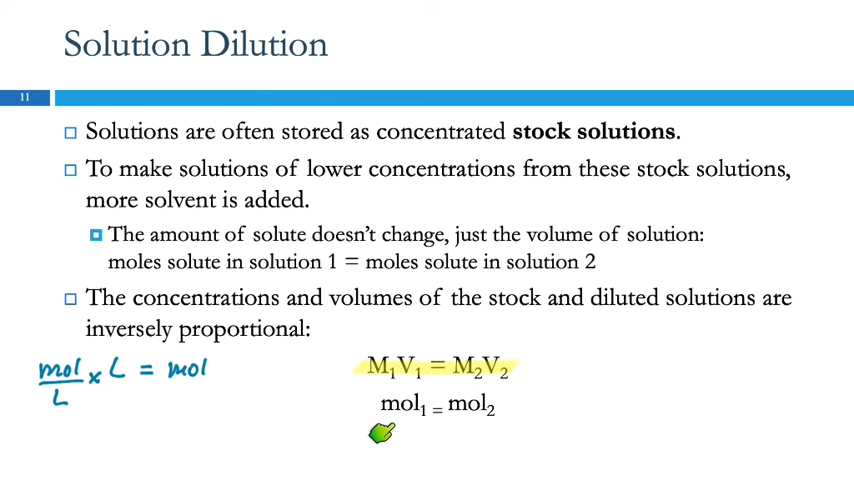 Solution Dilution
11
Solutions are often stored as concentrated stock solutions.
To make solutions of lower concentrations from these stock solutions,
more solvent is added.
The amount of solute doesn’t change, just the volume of solution:
moles solute in solution 1 = moles solute in solution 2
The concentrations and volumes of the stock and diluted solutions are
inversely proportional:
mol/L × L = mol
M₁V₁ = M₂V₂
mol₁ = mol₂